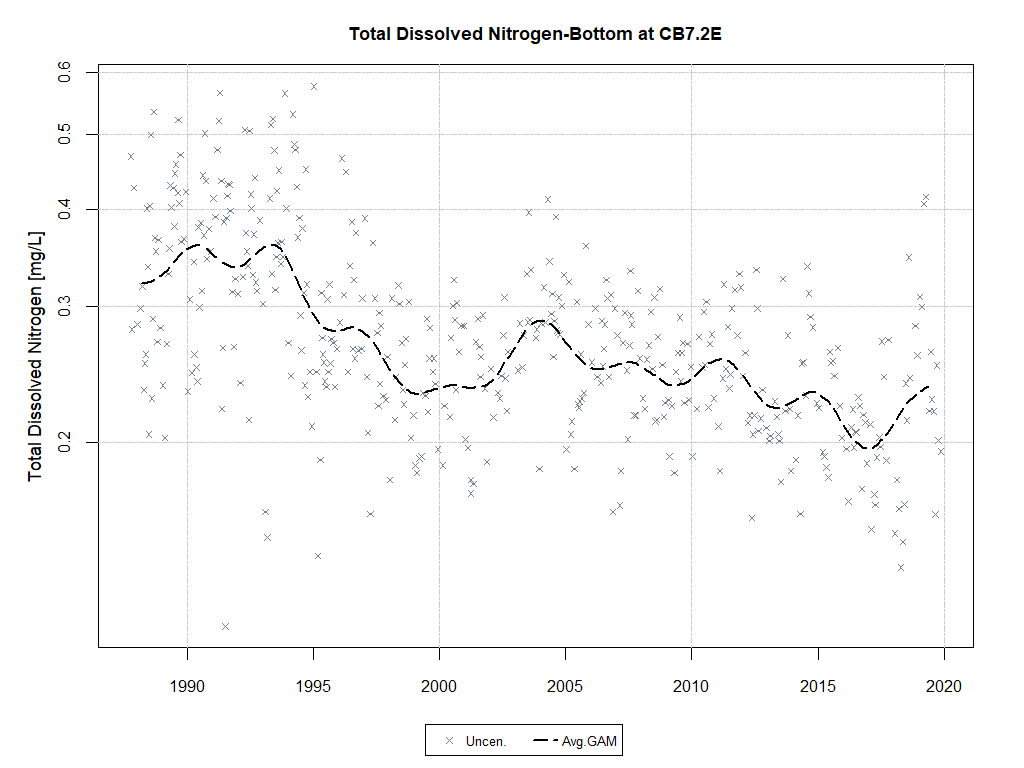 Total Dissolved Nitrogen-Bottom at CB7.2E
Total Dissolved Nitrogen [mg/L]
0.6
0.5
0.4
0.3
0.2
1990 1995 2000 2005 2010 2015 2020
Uncen. Avg.GAM